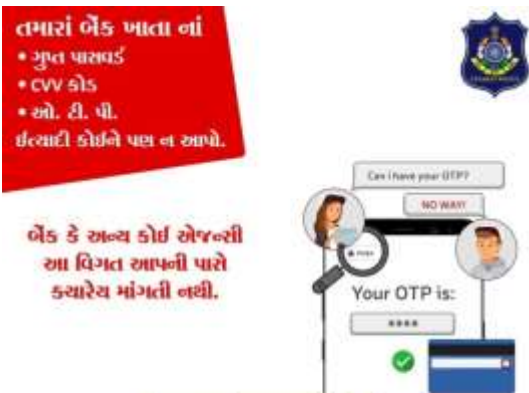 તમારાં બેંક ખાતા નાં
• ગુપ્ત પાસવર્ડ
• CVV કોડ
• ઓ. ટી. પી.
ઈત્યાદી કોઈને પણ ન આપો.
બેંક કે અન્ય કોઈ એજન્સી
આ વિગત આપની પાસે
ક્યારેય માંગતી નથી.
Can i have your OTP?
NO WAY!
Your OTP is:
****